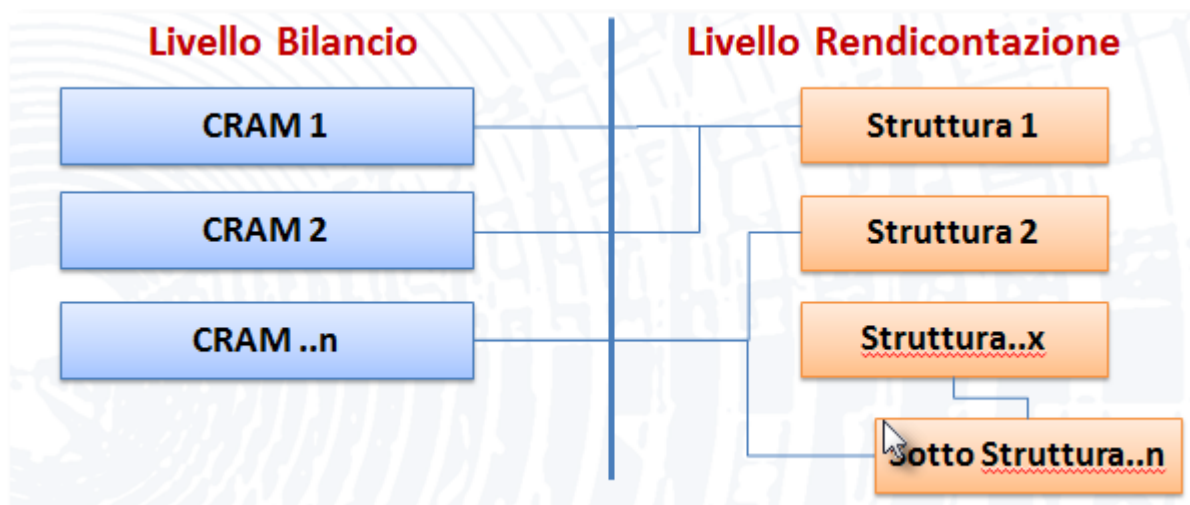 Livello Bilancio
Livello Rendicontazione
CRAM 1
Struttura 1
CRAM 2
Struttura 2
CRAM ..n
Struttura..x
Sotto Struttura..n